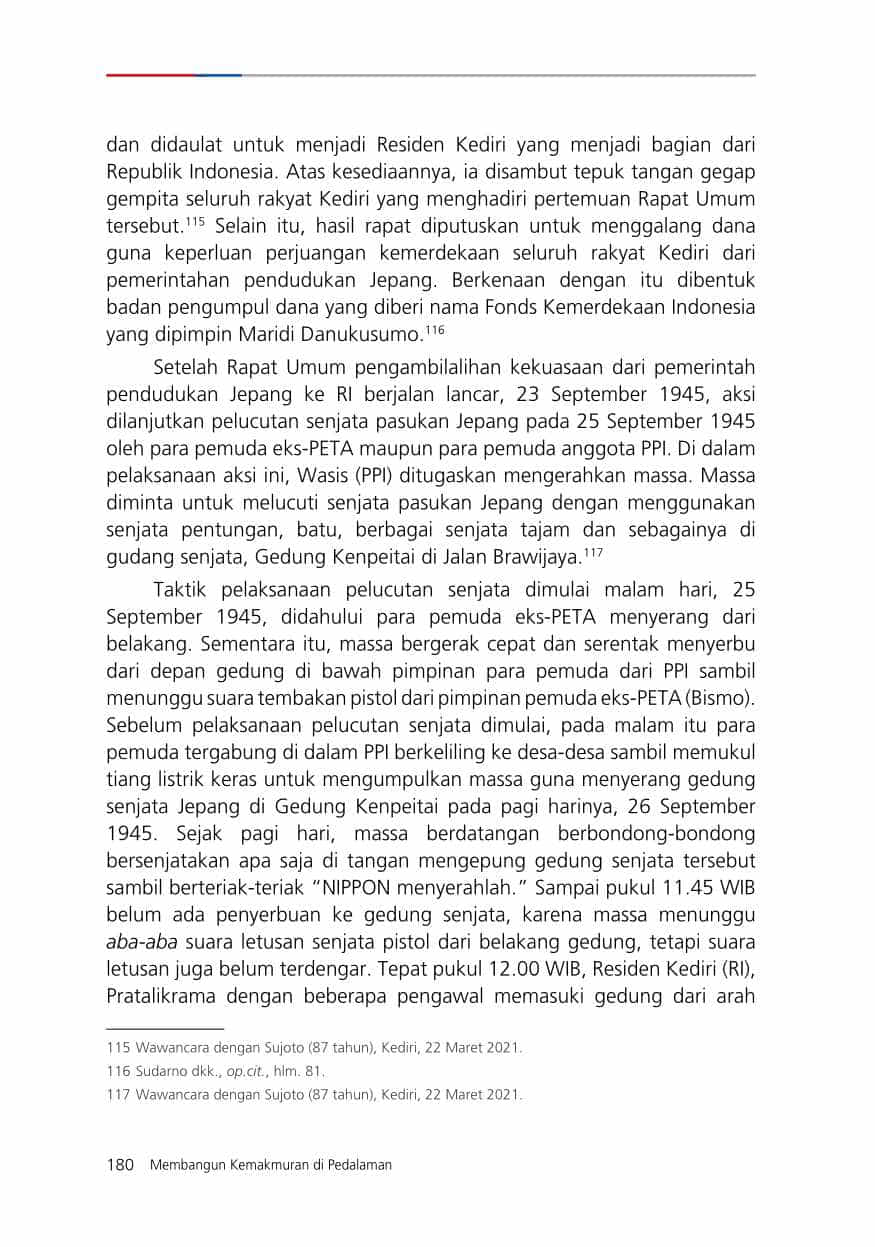 dan didaulat untuk menjadi Residen Kediri yang menjadi bagian dari
Republik Indonesia. Atas kesediaannya, ia disambut tepuk tangan gegap
gempita seluruh rakyat Kediri yang menghadiri pertemuan Rapat Umum
tersebut.¹¹⁵ Selain itu, hasil rapat diputuskan untuk menggalang dana
guna keperluan perjuangan kemerdekaan seluruh rakyat Kediri dari
pemerintahan pendudukan Jepang. Berkenaan dengan itu dibentuk
badan pengumpul dana yang diberi nama Fonds Kemerdekaan Indonesia
yang dipimpin Maridi Danukusumo.¹¹⁶
Setelah Rapat Umum pengambilalihan kekuasaan dari pemerintah
pendudukan Jepang ke RI berjalan lancar, 23 September 1945, aksi
dilanjutkan pelucutan senjata pasukan Jepang pada 25 September 1945
oleh para pemuda eks-PETA maupun para pemuda anggota PPI. Di dalam
pelaksanaan aksi ini, Wasis (PPI) ditugaskan mengerahkan massa. Massa
diminta untuk melucuti senjata pasukan Jepang dengan menggunakan
senjata pentungan, batu, berbagai senjata tajam dan sebagainya di
gudang senjata, Gedung Kenpeitai di Jalan Brawijaya.¹¹⁷
Taktik pelaksanaan pelucutan senjata dimulai malam hari, 25
September 1945, didahului para pemuda eks-PETA menyerang dari
belakang. Sementara itu, massa bergerak cepat dan serentak menyerbu
dari depan gedung di bawah pimpinan para pemuda dari PPI sambil
menunggu suara tembakan pistol dari pimpinan pemuda eks-PETA (Bismo).
Sebelum pelaksanaan pelucutan senjata dimulai, pada malam itu para
pemuda tergabung di dalam PPI berkeliling ke desa-desa sambil memukul
tiang listrik keras untuk mengumpulkan massa guna menyerang gedung
senjata Jepang di Gedung Kenpeitai pada pagi harinya, 26 September
1945. Sejak pagi hari, massa berdatangan berbondong-bondong
bersenjatakan apa saja di tangan mengepung gedung senjata tersebut
sambil berteriak-teriak “NIPPON menyerahlah.” Sampai pukul 11.45 WIB
belum ada penyerbuan ke gedung senjata, karena massa menunggu
aba-aba suara letusan senjata pistol dari belakang gedung, tetapi suara
letusan juga belum terdengar. Tepat pukul 12.00 WIB, Residen Kediri (RI),
Pratalikrama dengan beberapa pengawal memasuki gedung dari arah
115 Wawancara dengan Sujoto (87 tahun), Kediri, 22 Maret 2021.
116 Sudarno dkk., op.cit., hlm. 81.
117 Wawancara dengan Sujoto (87 tahun), Kediri, 22 Maret 2021.
180 Membangun Kemakmuran di Pedalaman